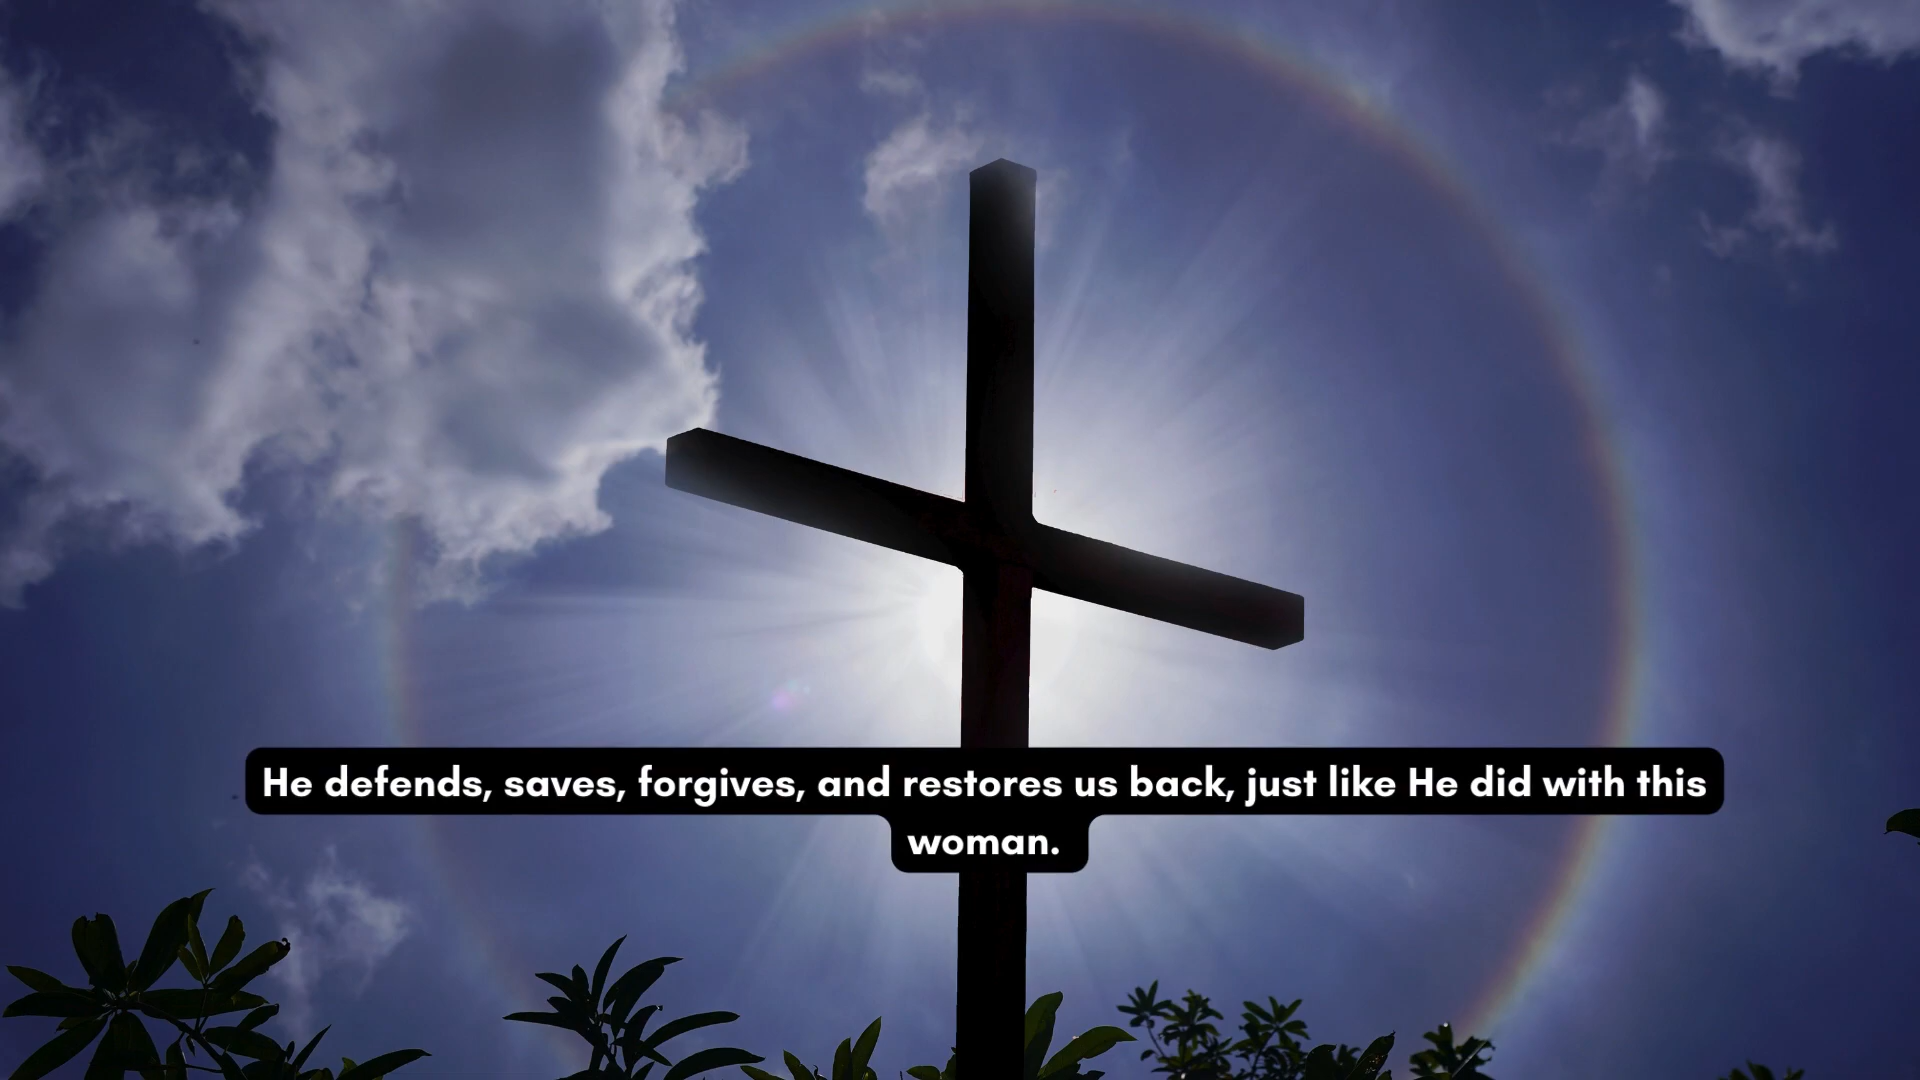 He defends, saves, forgives, and restores us back, just like He did with this
woman.